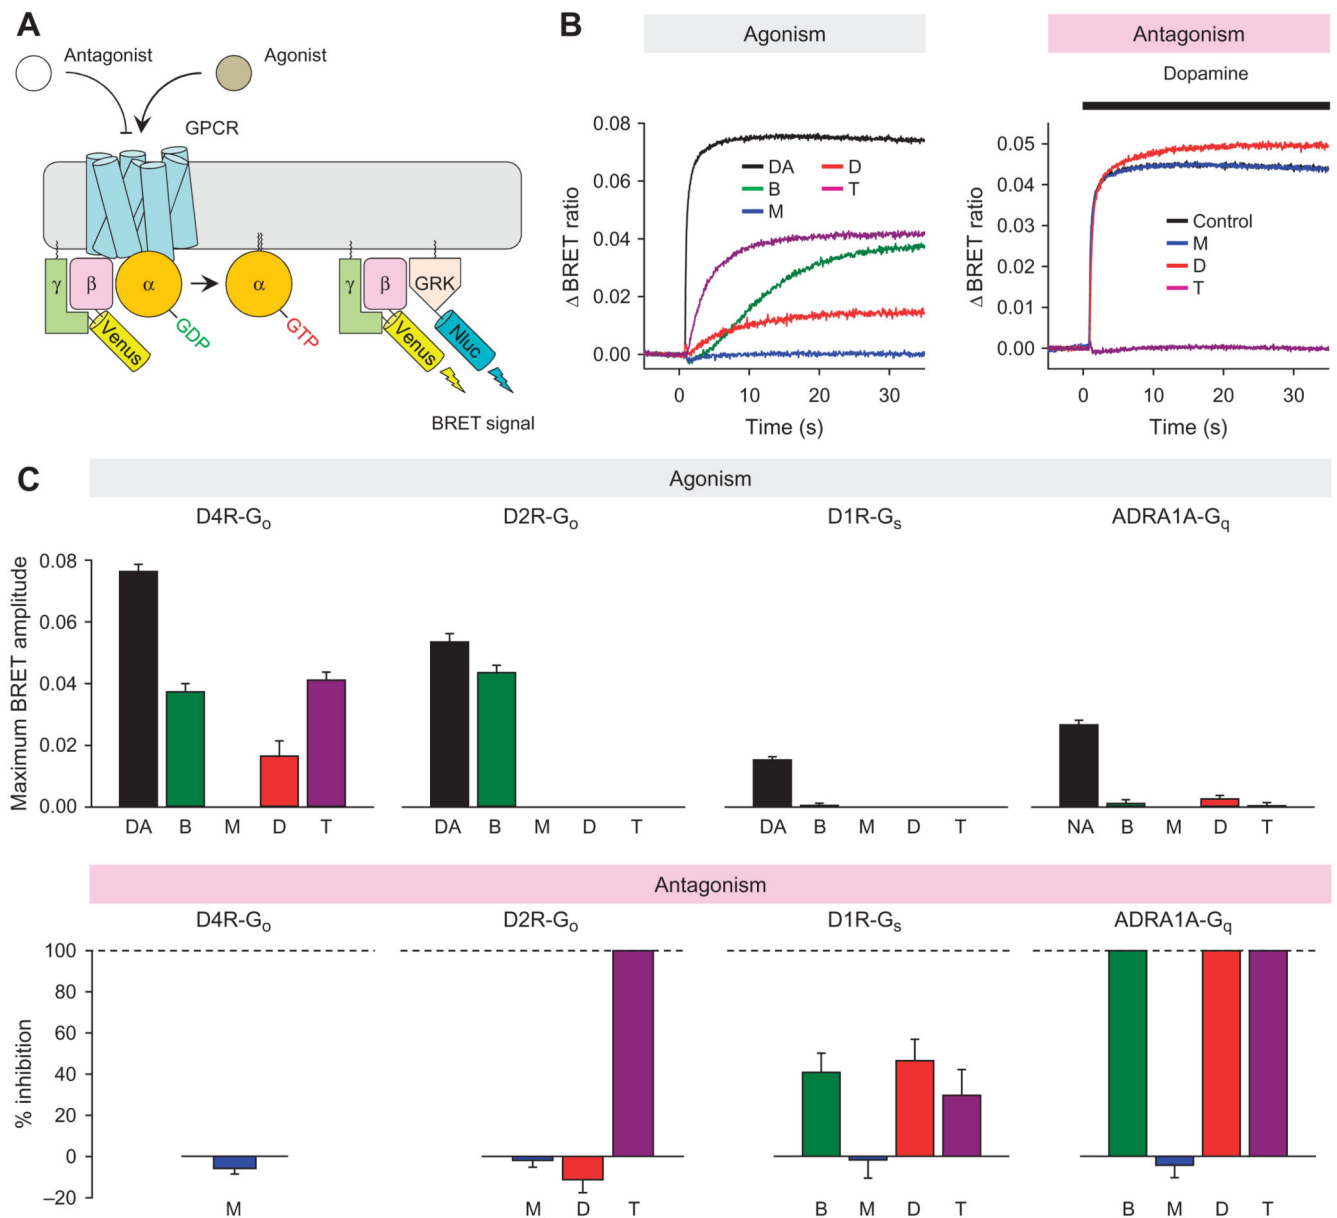 A
Antagonist
Agonist
GPCR
γ
β
α
α
γ
β
GRK
Venus
GDP
GTP
Venus
Nluc
BRET signal
B
Agonism
Antagonism
Dopamine
Δ BRET ratio
0.08
0.06
0.04
0.02
0.00
DA
D
B
T
M
0
10
20
30
Time (s)
Δ BRET ratio
0.05
0.04
0.03
0.02
0.01
0.00
Control
M
D
T
0
10
20
30
Time (s)
C
Agonism
D4R-Go
D2R-Go
D1R-Gs
ADRA1A-Gq
Maximum BRET amplitude
0.08
0.06
0.04
0.02
0.00
DA B M D T
DA B M D T
DA B M D T
NA B M D T
Antagonism
D4R-Go
D2R-Go
D1R-Gs
ADRA1A-Gq
% inhibition
100
80
60
40
20
0
–20
M
M D T
B M D T
B M D T